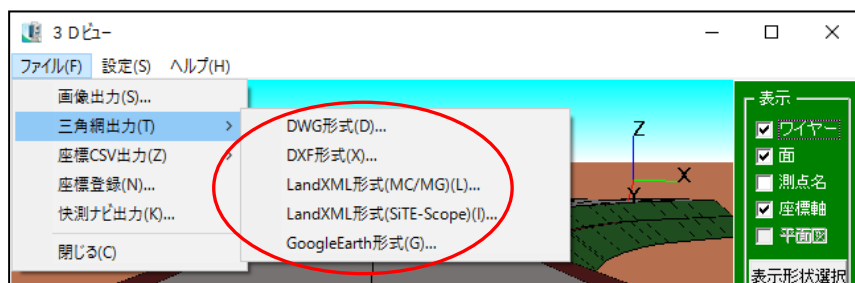 3 Dビュー
ファイル(F) 設定(S) ヘルプ(H)
画像出力(S)...
三角網出力(T)
座標CSV出力(Z)
座標登録(N)...
快測ナビ出力(K)...
閉じる(C)
DWG形式(D)...
DXF形式(X)...
LandXML形式(MC/MG)(L)...
LandXML形式(SiTE-Scope)(I)...
GoogleEarth形式(G)...
Z
X
Y
表示
ワイヤー
面
測点名
座標軸
平面図
表示形状選択